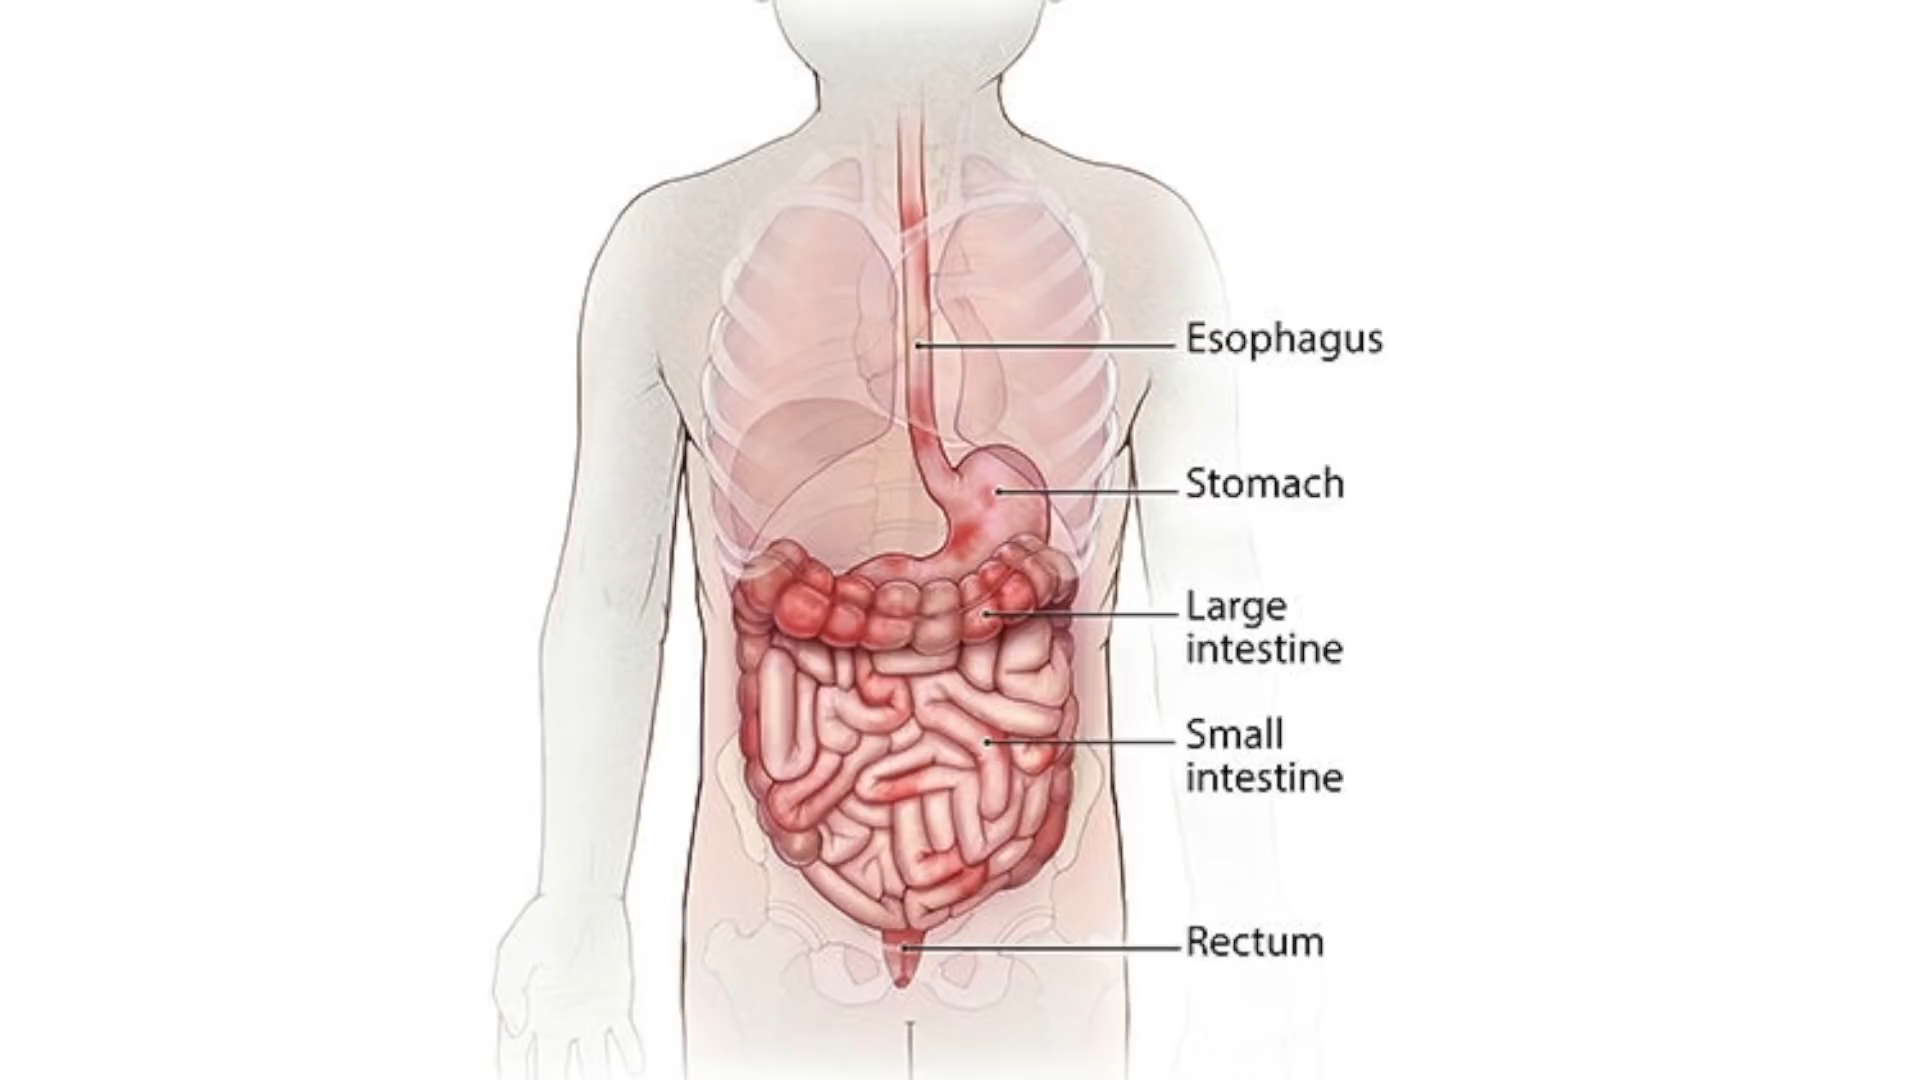 Esophagus
Stomach
Large
intestine
Small
intestine
Rectum